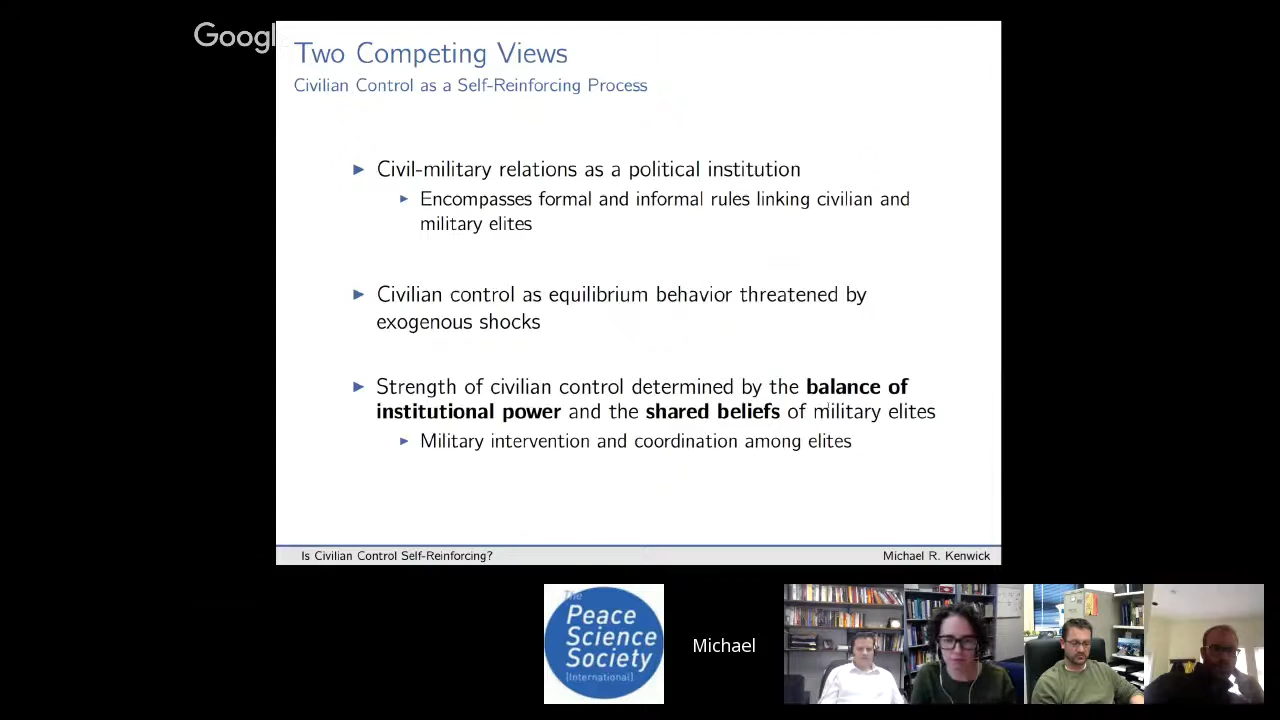 Google
Two Competing Views
Civilian Control as a Self-Reinforcing Process
Civil-military relations as a political institution
Encompasses formal and informal rules linking civilian and
military elites
Civilian control as equilibrium behavior threatened by
exogenous shocks
Strength of civilian control determined by the balance of
institutional power and the shared beliefs of military elites
Military intervention and coordination among elites
Is Civilian Control Self-Reinforcing?
Michael R. Kenwick
The
Peace
Science
Society
[International]
Michael